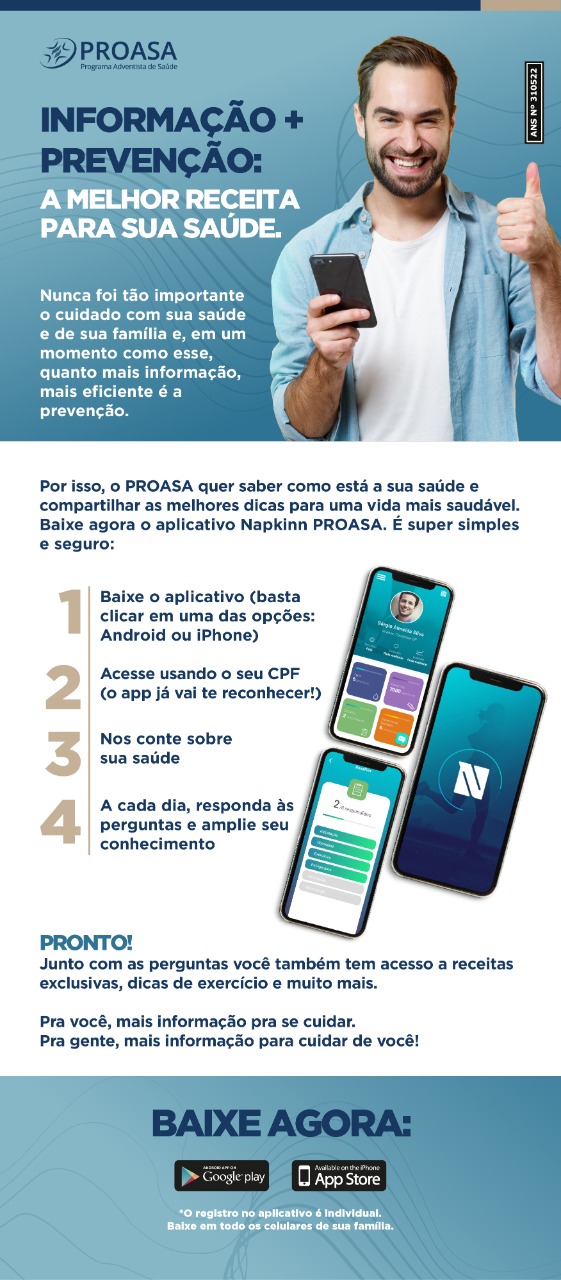 PROASA
Programa Adventista de Saúde
ANS Nº 310522
INFORMAÇÃO +
PREVENÇÃO:
A MELHOR RECEITA
PARA SUA SAÚDE.
Nunca foi tão importante
o cuidado com sua saúde
e de sua família e, em um
momento como esse,
quanto mais informação,
mais eficiente é a
prevenção.
Por isso, o PROASA quer saber como está a sua saúde e
compartilhar as melhores dicas para uma vida mais saudável.
Baixe agora o aplicativo Napkinn PROASA. É super simples
e seguro:
1
Baixe o aplicativo (basta
clicar em uma das opções:
Android ou iPhone)
2
Acesse usando o seu CPF
(o app já vai te reconhecer!)
3
Nos conte sobre
sua saúde
4
A cada dia, responda às
perguntas e amplie seu
conhecimento
Sérgio Almeida Silva
N
PRONTO!
Junto com as perguntas você também tem acesso a receitas
exclusivas, dicas de exercício e muito mais.
Pra você, mais informação pra se cuidar.
Pra gente, mais informação para cuidar de você!
BAIXE AGORA:
ANDROID APP ON
Google play
Available on the iPhone
App Store
*O registro no aplicativo é individual.
Baixe em todo os celulares de sua família.